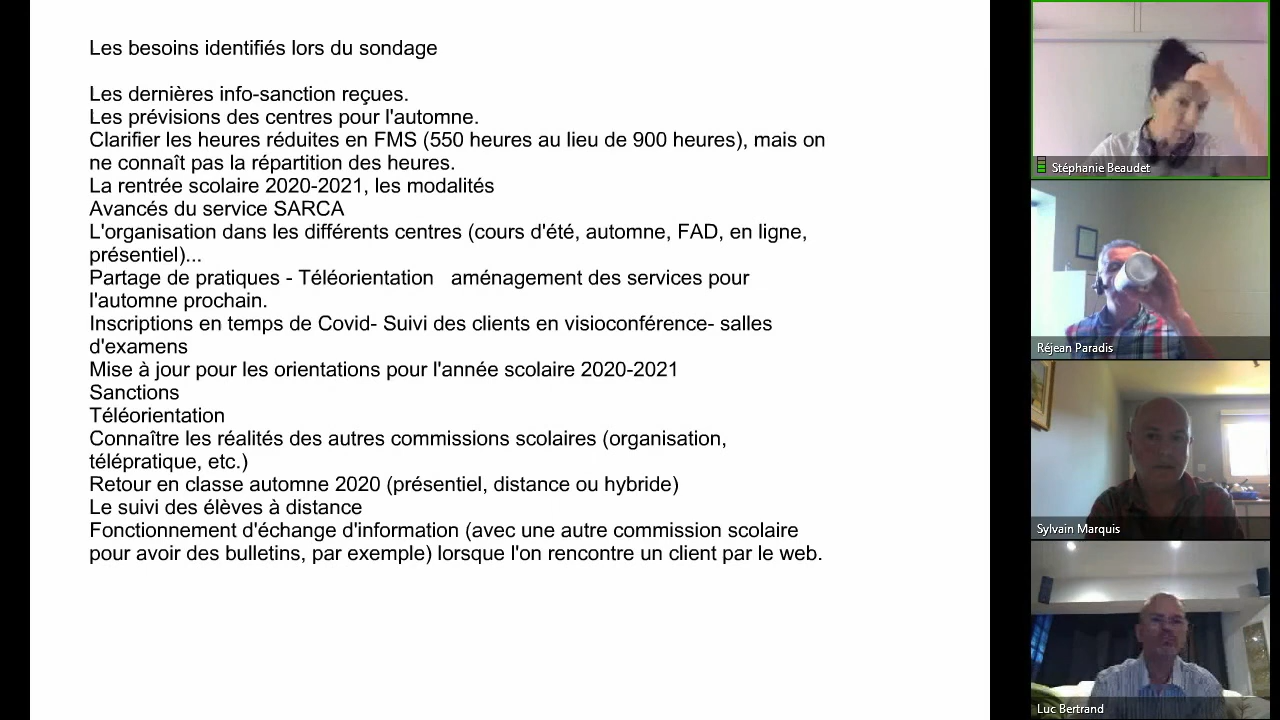 Les besoins identifiés lors du sondage
Les dernières info-sanction reçues.
Les prévisions des centres pour l'automne.
Clarifier les heures réduites en FMS (550 heures au lieu de 900 heures), mais on
ne connaît pas la répartition des heures.
La rentrée scolaire 2020-2021, les modalités
Avancés du service SARCA
L'organisation dans les différents centres (cours d'été, automne, FAD, en ligne,
présentiel)...
Partage de pratiques - Téléorientation   aménagement des services pour
l'automne prochain.
Inscriptions en temps de Covid- Suivi des clients en visioconférence- salles
d'examens
Mise à jour pour les orientations pour l'année scolaire 2020-2021
Sanctions
Téléorientation
Connaître les réalités des autres commissions scolaires (organisation,
télépratique, etc.)
Retour en classe automne 2020 (présentiel, distance ou hybride)
Le suivi des élèves à distance
Fonctionnement d'échange d'information (avec une autre commission scolaire
pour avoir des bulletins, par exemple) lorsque l'on rencontre un client par le web.
Stéphanie Beaudet
Réjean Paradis
Sylvain Marquis
Luc Bertrand